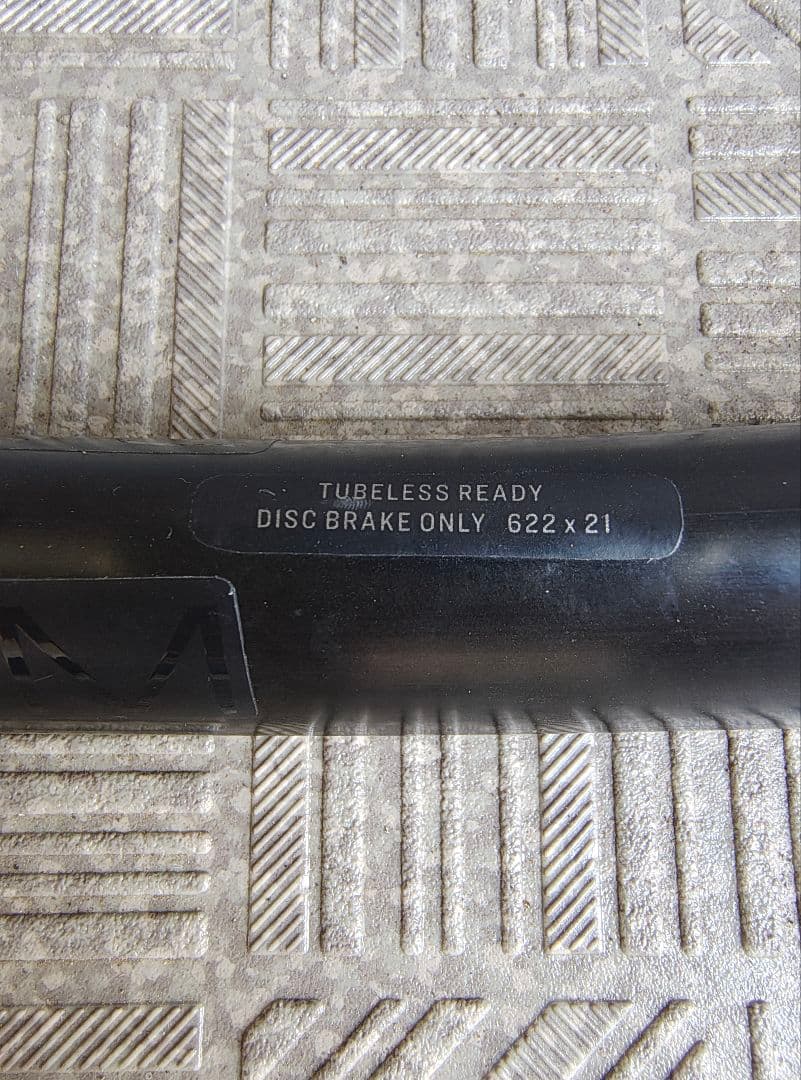 TUBELESS READY
DISC BRAKE ONLY 622 x 21